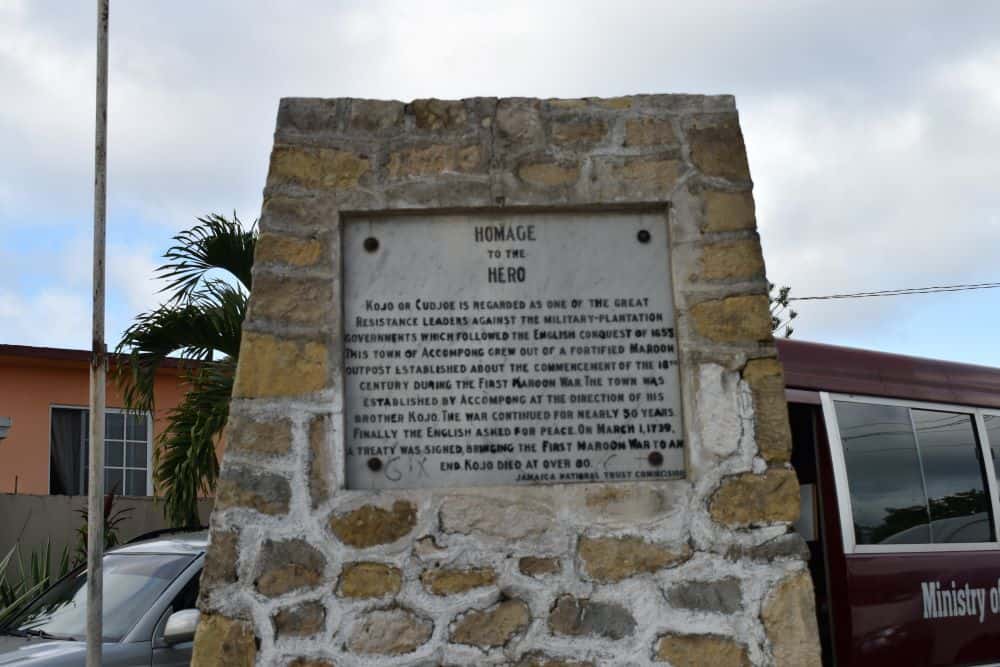 HOMAGE
TO THE
HERO
KOJO OR CUDJOE IS REGARDED AS ONE OF THE GREAT
RESISTANCE LEADERS AGAINST THE MILITARY-PLANTATION
GOVERNMENTS WHICH FOLLOWED THE ENGLISH CONQUEST OF 1655
THIS TOWN OF ACCOMPONG GREW OUT OF A FORTIFIED MAROON
OUTPOST ESTABLISHED ABOUT THE COMMENCEMENT OF THE 18TH
CENTURY DURING THE FIRST MAROON WAR. THE TOWN WAS
ESTABLISHED BY ACCOMPONG AT THE DIRECTION OF HIS
BROTHER KOJO. THE WAR CONTINUED FOR NEARLY 50 YEARS.
FINALLY THE ENGLISH ASKED FOR PEACE. ON MARCH 1, 1739,
A TREATY WAS SIGNED, BRINGING THE FIRST MAROON WAR TO AN
END. KOJO DIED AT OVER 80.
JAMAICA NATIONAL TRUST COMMISSION
Ministry of